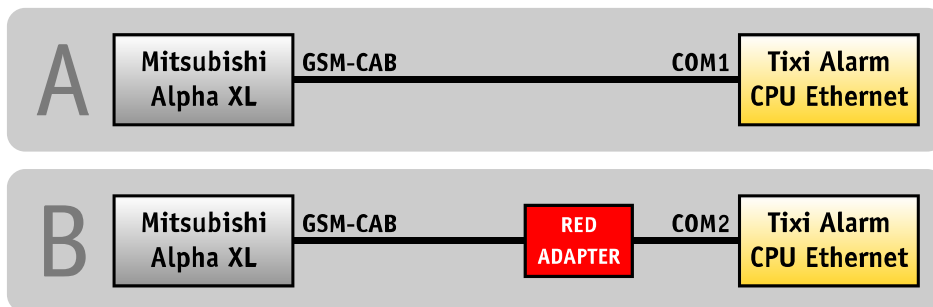 A
Mitsubishi
Alpha XL
GSM-CAB
COM1
Tixi Alarm
CPU Ethernet
B
Mitsubishi
Alpha XL
GSM-CAB
RED
ADAPTER
COM2
Tixi Alarm
CPU Ethernet